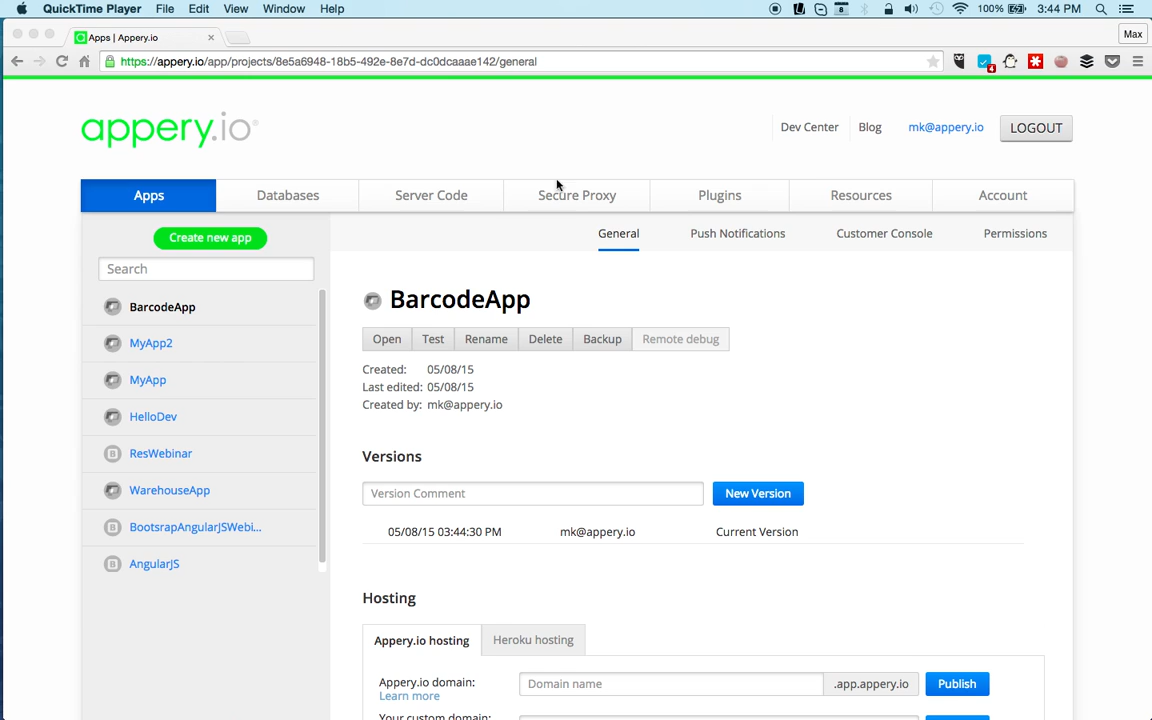 QuickTime Player File Edit View Window Help 8 100% 3:44 PM
Apps | Appery.io × Max
https://appery.io/app/projects/8e5a6948-18b5-492e-8e7d-dc0dcaaae142/general 4
appery.io® Dev Center Blog mk@appery.io LOGOUT
Apps Databases Server Code Secure Proxy Plugins Resources Account
Create new app
Search
BarcodeApp
MyApp2
MyApp
HelloDev
B ResWebinar
WarehouseApp
B BootsrapAngularJSWebi...
B AngularJS
General Push Notifications Customer Console Permissions
BarcodeApp
Open Test Rename Delete Backup Remote debug
Created: 05/08/15
Last edited: 05/08/15
Created by: mk@appery.io
Versions
Version Comment New Version
05/08/15 03:44:30 PM mk@appery.io Current Version
Hosting
Appery.io hosting Heroku hosting
Appery.io domain: Domain name .app.appery.io Publish
Learn more
Your custom domain: